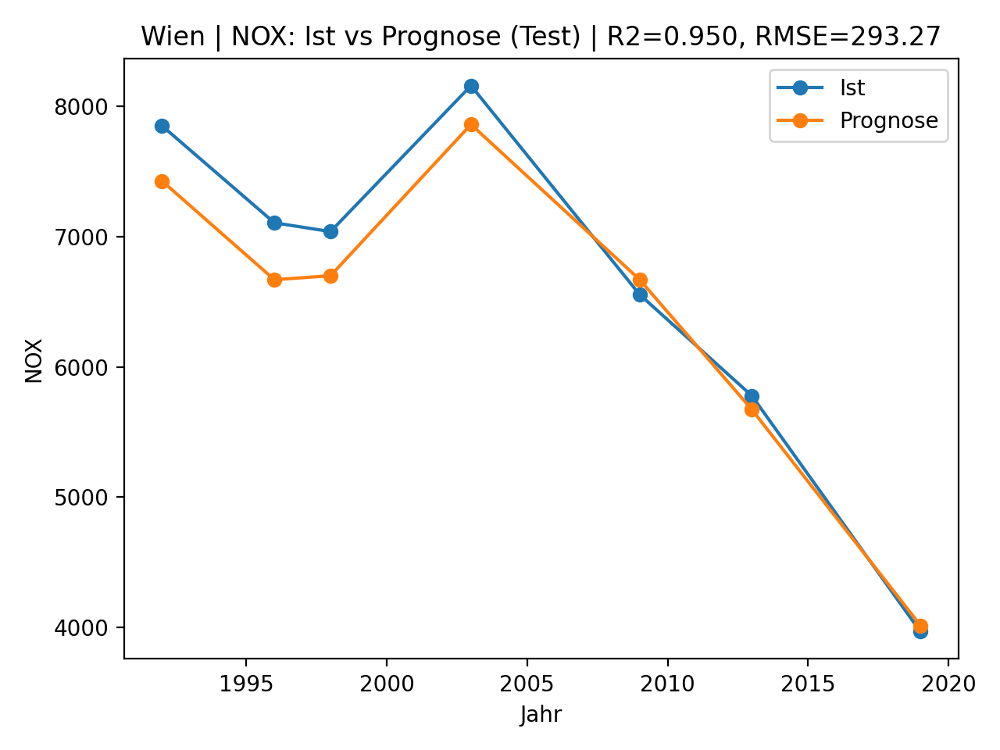 Wien | NOX: Ist vs Prognose (Test) | R2=0.950, RMSE=293.27
Ist
Prognose
8000
7000
6000
5000
4000
NOX
1995
2000
2005
2010
2015
2020
Jahr